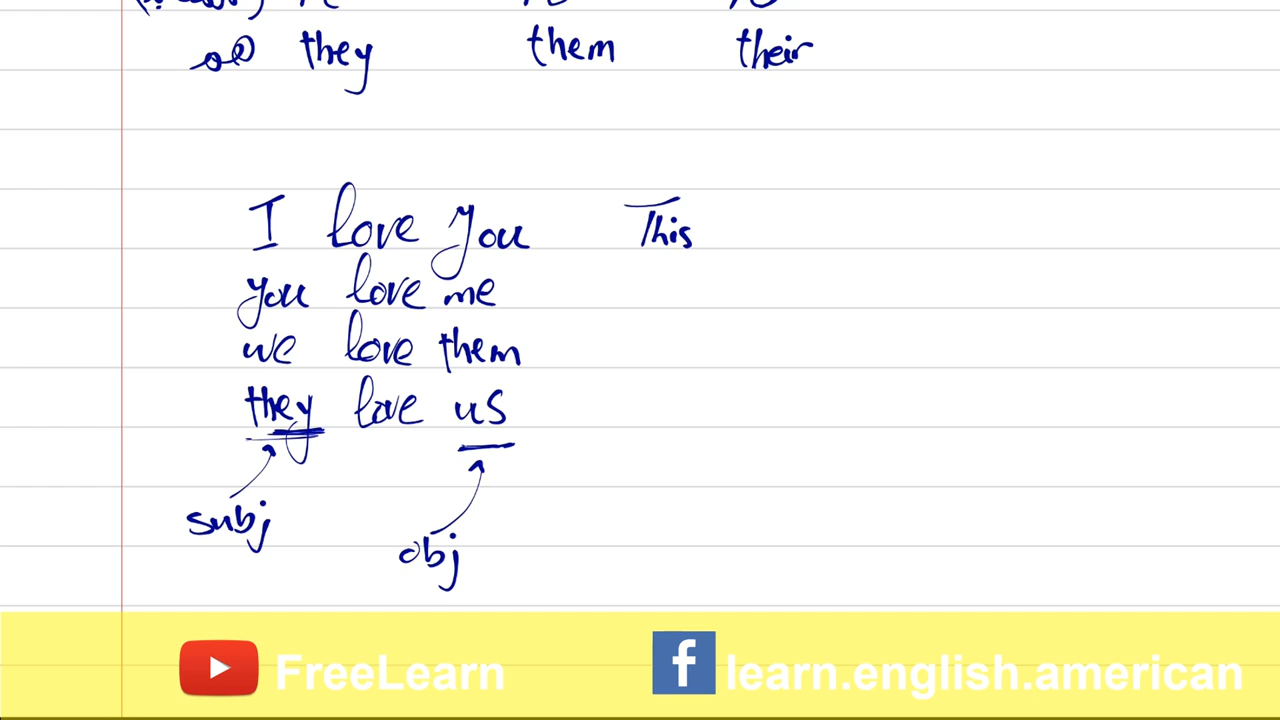 they them their
I love you This
you love me
we love them
they love us
subj
obj
FreeLearn learn.english.american